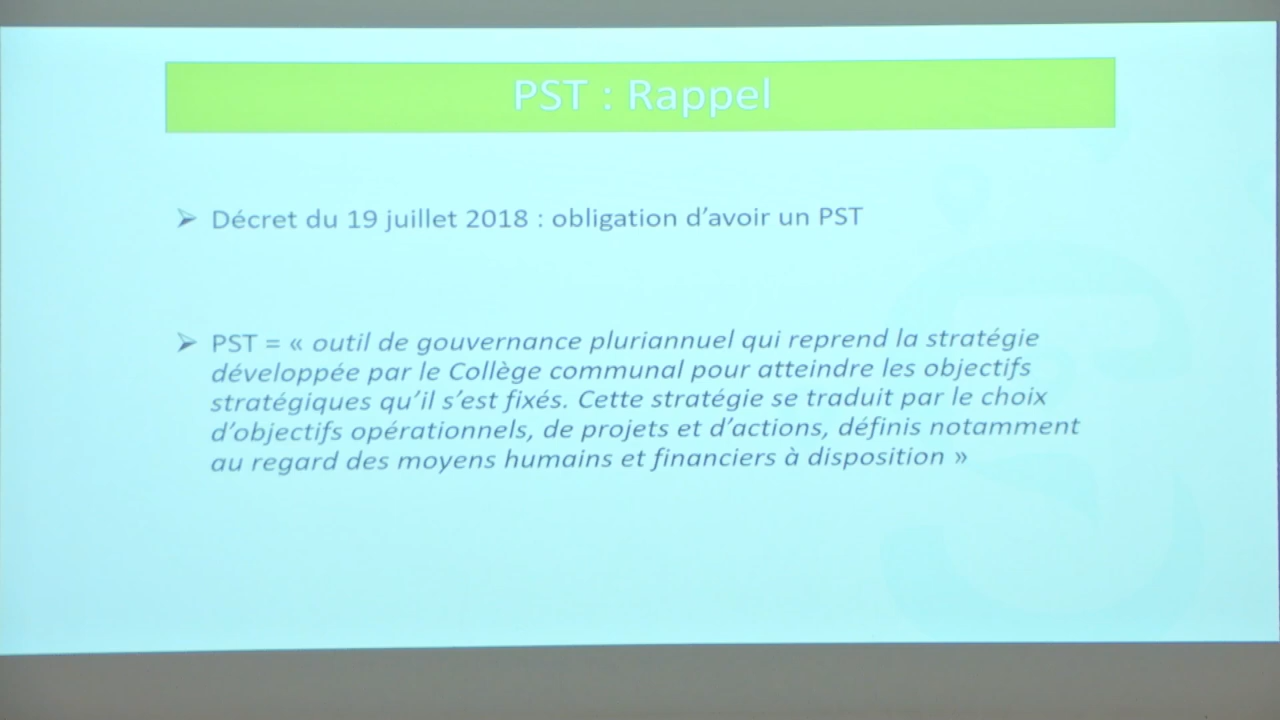 PST : Rappel
➢ Décret du 19 juillet 2018 : obligation d’avoir un PST
➢ PST = « outil de gouvernance pluriannuel qui reprend la stratégie
développée par le Collège communal pour atteindre les objectifs
stratégiques qu’il s’est fixés. Cette stratégie se traduit par le choix
d’objectifs opérationnels, de projets et d’actions, définis notamment
au regard des moyens humains et financiers à disposition »